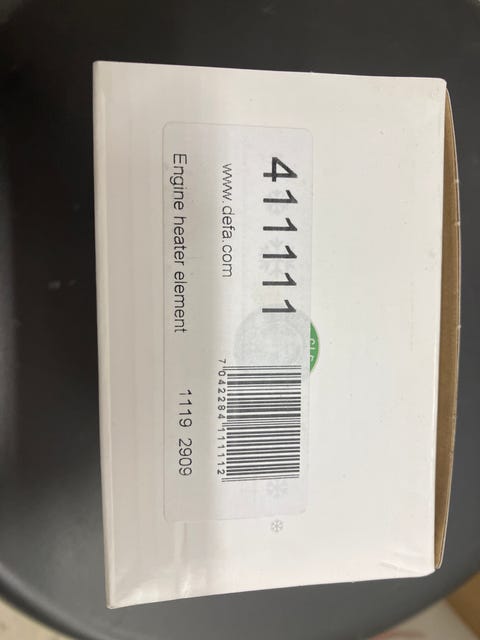 411111
www.defa.com
7 042284 111112
Engine heater element 1119 2909